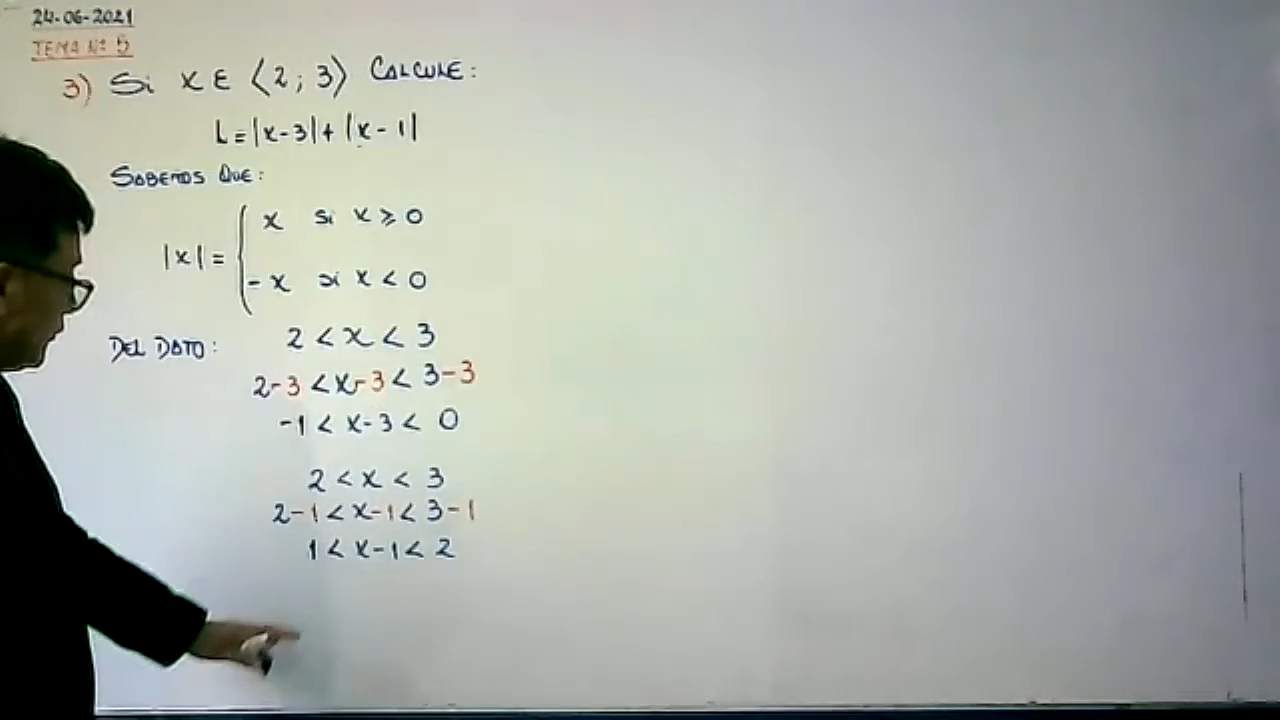 24-06-2021
TEMA Nº 5
3) Si x ∈ ⟨2; 3⟩ CALCULE:
L = |x-3| + |x-1|
SABEMOS QUE:
x si x ⩾ 0
|x| =
-x si x < 0
DEL DATO: 2 < x < 3
2-3 < x-3 < 3-3
-1 < x-3 < 0
2 < x < 3
2-1 < x-1 < 3-1
1 < x-1 < 2